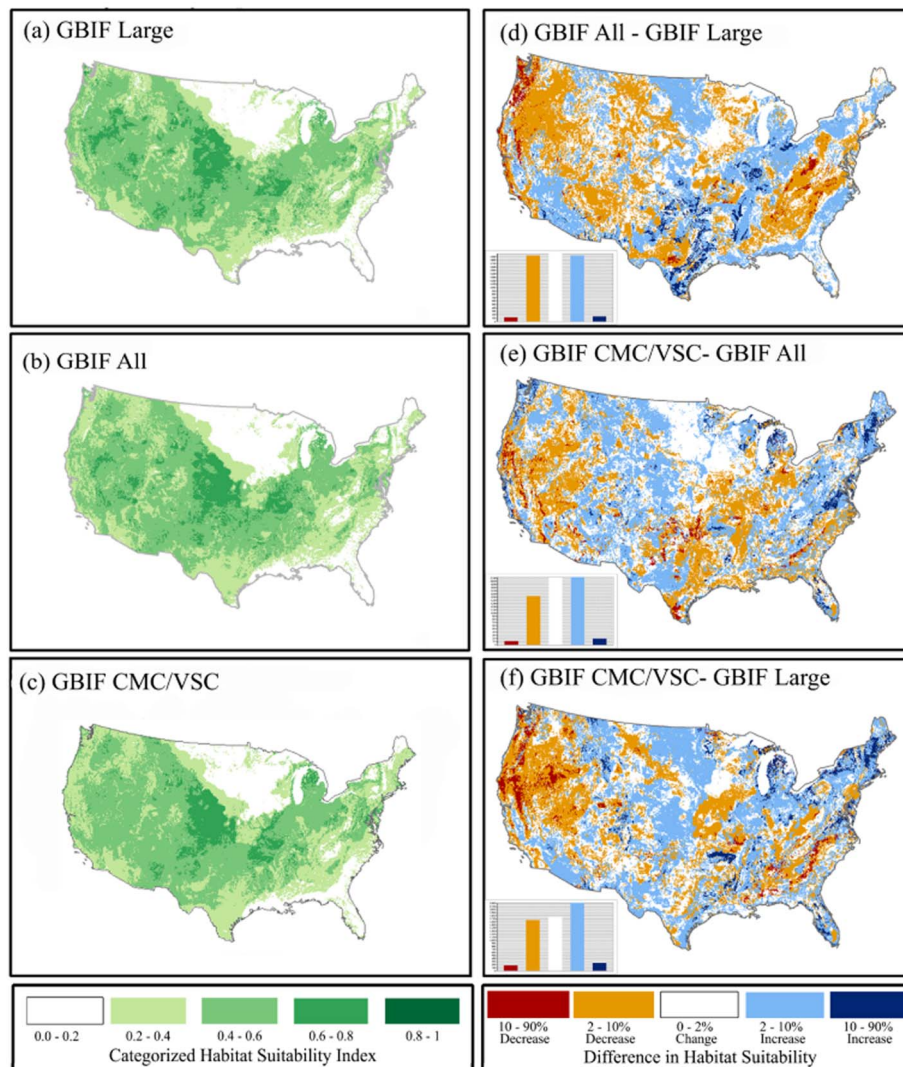 (a) GBIF Large
(d) GBIF All - GBIF Large
(b) GBIF All
(e) GBIF CMC/VSC- GBIF All
(c) GBIF CMC/VSC
(f) GBIF CMC/VSC- GBIF Large
0.0 - 0.2
0.2 - 0.4
0.4 - 0.6
0.6 - 0.8
0.8 - 1
Categorized Habitat Suitability Index
10 - 90%
Decrease
2 - 10%
Decrease
0 - 2%
Change
2 - 10%
Increase
10 - 90%
Increase
Difference in Habitat Suitability